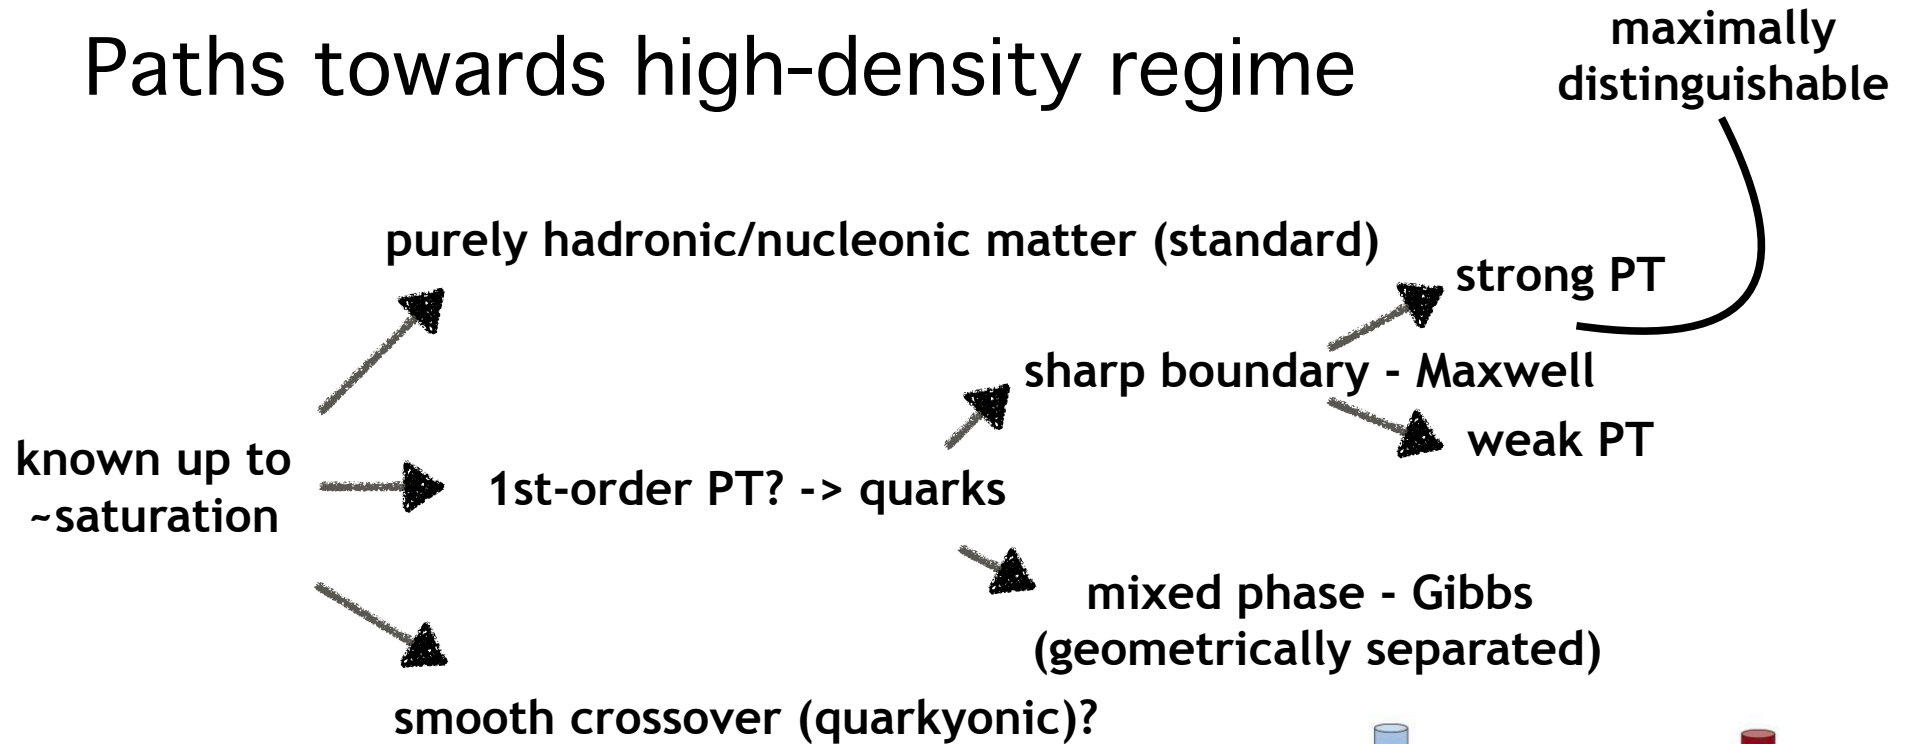 Paths towards high-density regime
maximally
distinguishable
purely hadronic/nucleonic matter (standard)
strong PT
sharp boundary - Maxwell
weak PT
known up to
~saturation
1st-order PT? -> quarks
mixed phase - Gibbs
(geometrically separated)
smooth crossover (quarkyonic)?